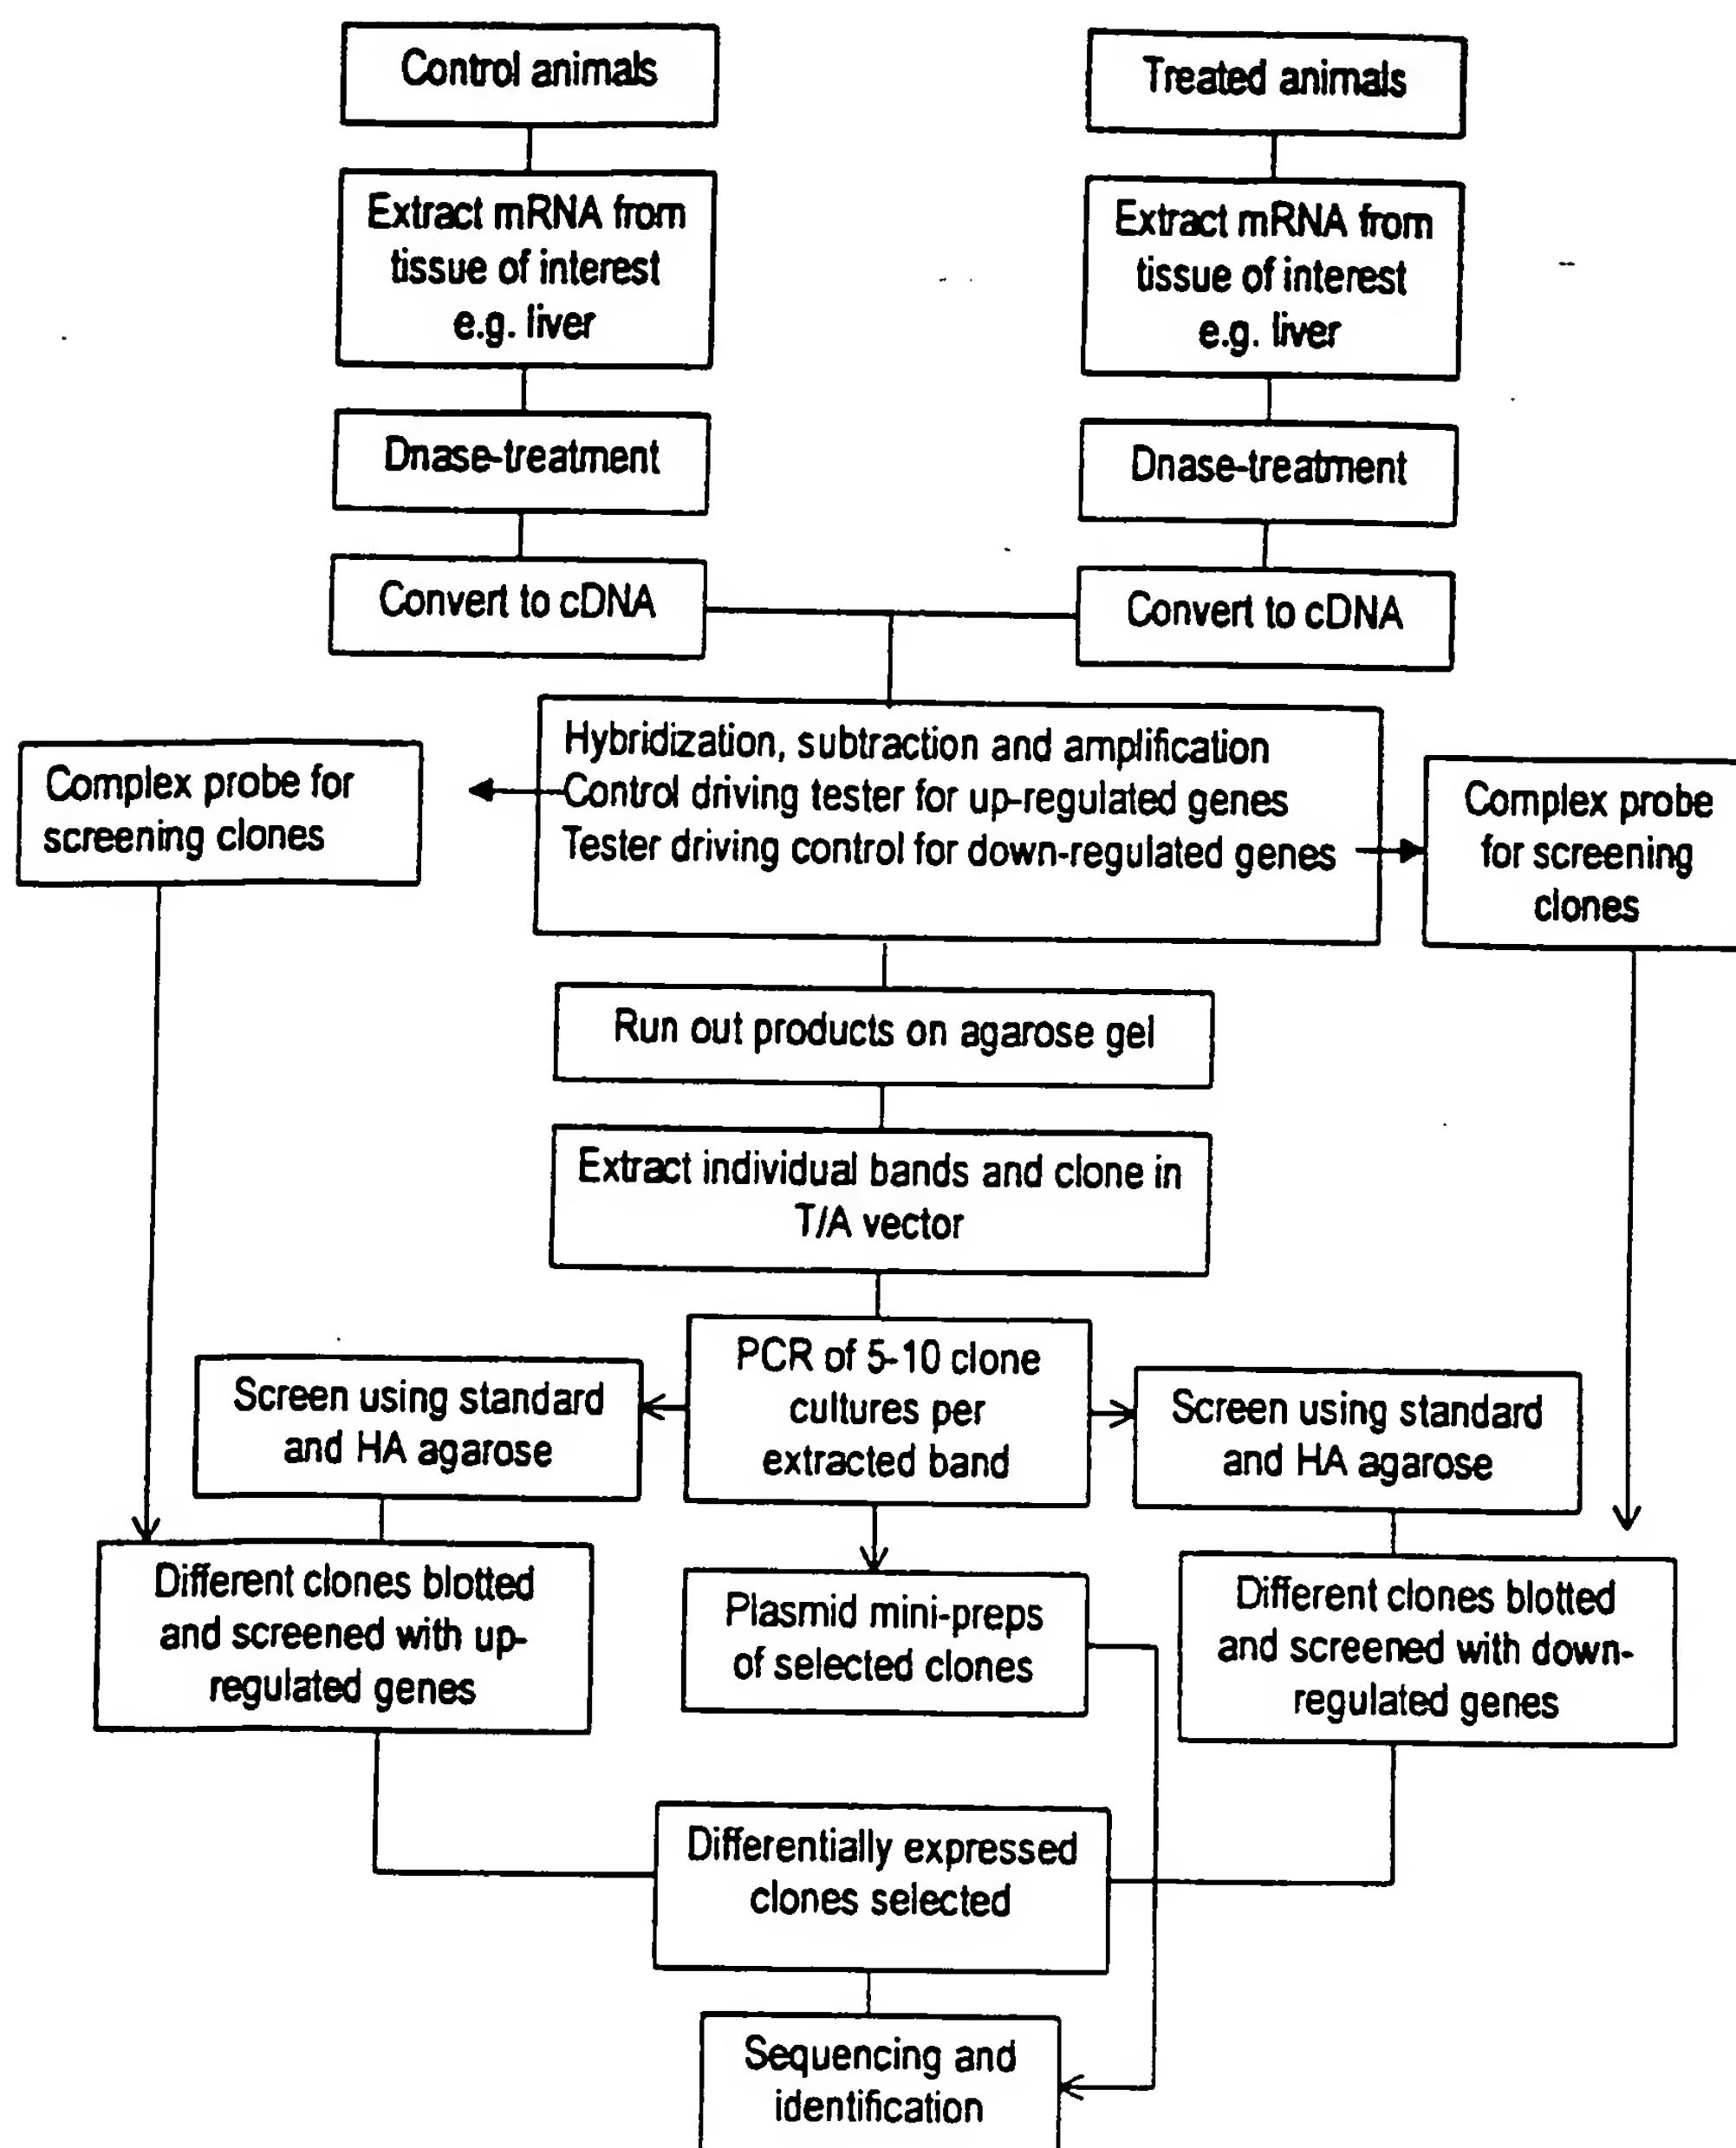 Control animals
Treated animals
Extract mRNA from
tissue of interest
e.g. liver
Extract mRNA from
tissue of interest
e.g. liver
Dnase-treatment
Dnase-treatment
Convert to cDNA
Convert to cDNA
Hybridization, subtraction and amplification
Control driving tester for up-regulated genes
Tester driving control for down-regulated genes
Complex probe for
screening clones
Complex probe
for screening
clones
Run out products on agarose gel
Extract individual bands and clone in
T/A vector
PCR of 5-10 clone
cultures per
extracted band
Screen using standard
and HA agarose
Screen using standard
and HA agarose
Different clones blotted
and screened with up-
regulated genes
Plasmid mini-preps
of selected clones
Different clones blotted
and screened with down-
regulated genes
Differentially expressed
clones selected
Sequencing and
identification